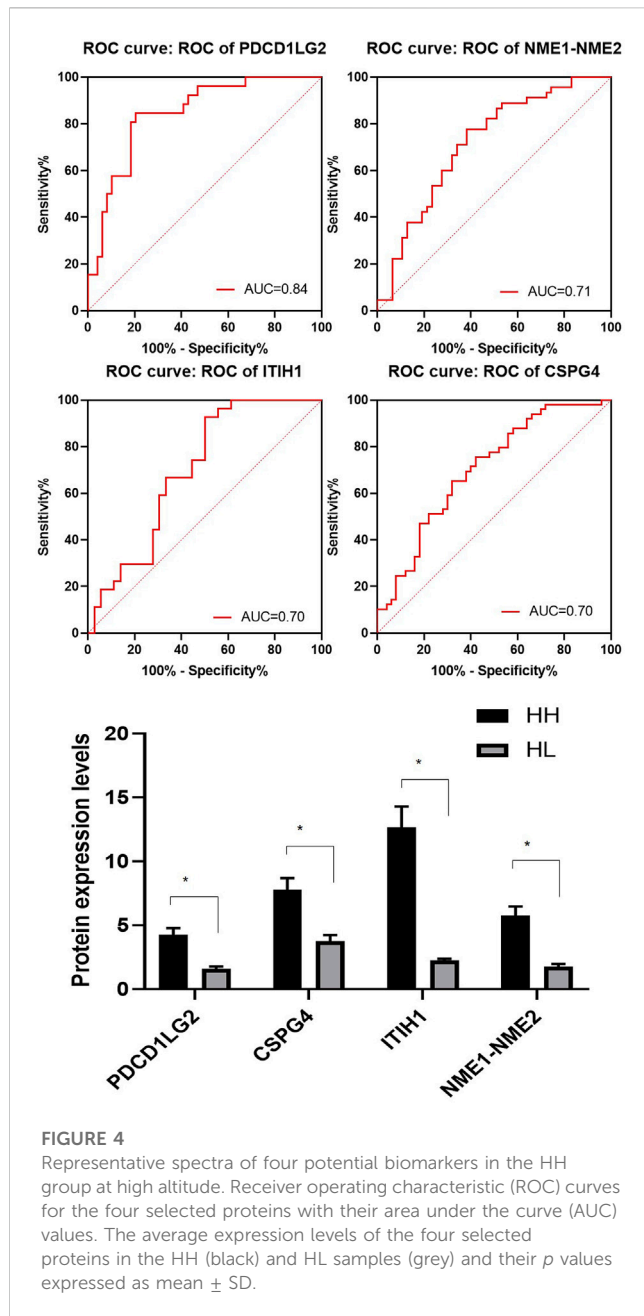 ROC curve: ROC of PDCD1LG2
100
80
60
40
20
0
Sensitivity%
AUC=0.84
0 20 40 60 80 100
100% - Specificity%
ROC curve: ROC of NME1-NME2
100
80
60
40
20
0
Sensitivity%
AUC=0.71
0 20 40 60 80 100
100% - Specificity%
ROC curve: ROC of ITIH1
100
80
60
40
20
0
Sensitivity%
AUC=0.70
0 20 40 60 80 100
100% - Specificity%
ROC curve: ROC of CSPG4
100
80
60
40
20
0
Sensitivity%
AUC=0.70
0 20 40 60 80 100
100% - Specificity%
HH
HL
20
15
10
5
0
Protein expression levels
*
*
*
*
PDCD1LG2
CSPG4
ITIH1
NME1-NME2
FIGURE 4
Representative spectra of four potential biomarkers in the HH
group at high altitude. Receiver operating characteristic (ROC) curves
for the four selected proteins with their area under the curve (AUC)
values. The average expression levels of the four selected
proteins in the HH (black) and HL samples (grey) and their p values
expressed as mean ± SD.